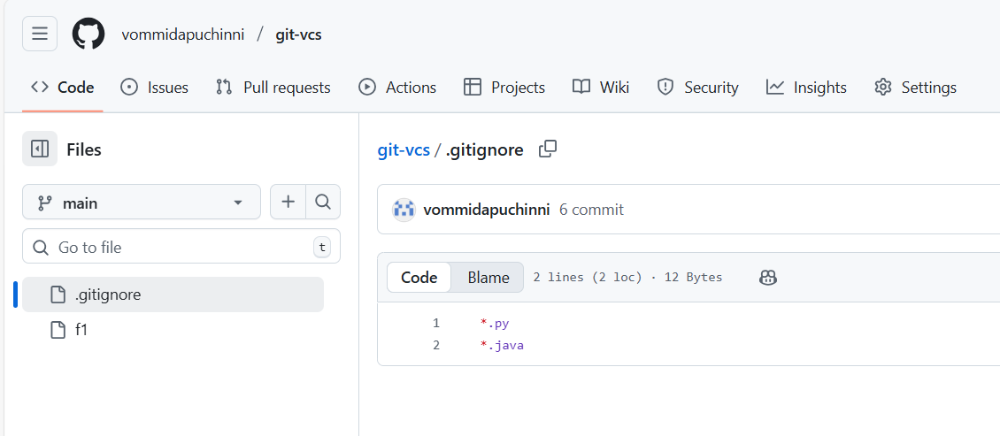 vommidapuchinni / git-vcs
Code Issues Pull requests Actions Projects Wiki Security Insights Settings
Files
main
Go to file t
.gitignore
f1
git-vcs / .gitignore
vommidapuchinni 6 commit
Code Blame 2 lines (2 loc) · 12 Bytes
1 *.py
2 *.java